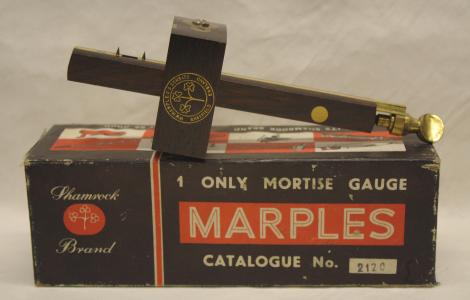 Shamrock
Brand
1 ONLY MORTISE GAUGE
MARPLES
CATALOGUE No. 2120